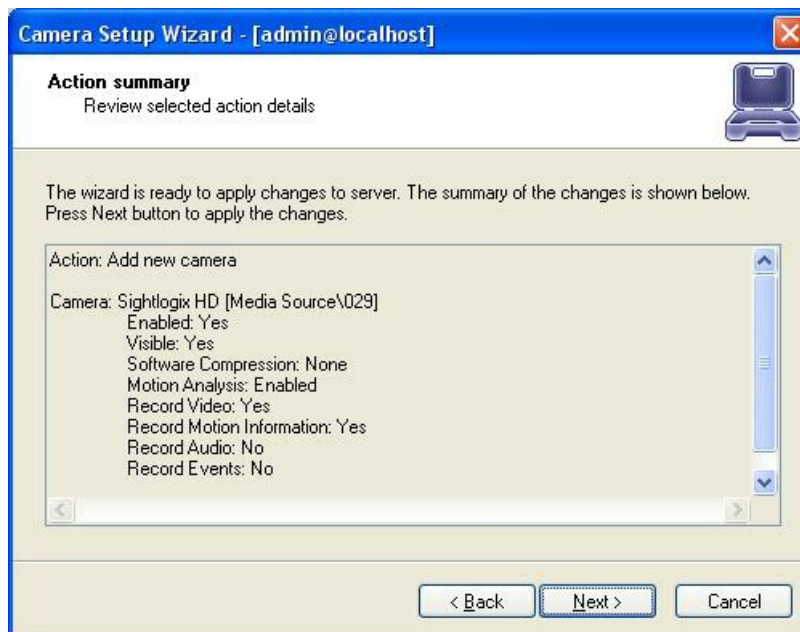 Camera Setup Wizard - [admin@localhost]
Action summary
Review selected action details
The wizard is ready to apply changes to server. The summary of the changes is shown below.
Press Next button to apply the changes.
Action: Add new camera
Camera: Sightlogix HD [Media Source\029]
Enabled: Yes
Visible: Yes
Software Compression: None
Motion Analysis: Enabled
Record Video: Yes
Record Motion Information: Yes
Record Audio: No
Record Events: No
< Back
Next >
Cancel